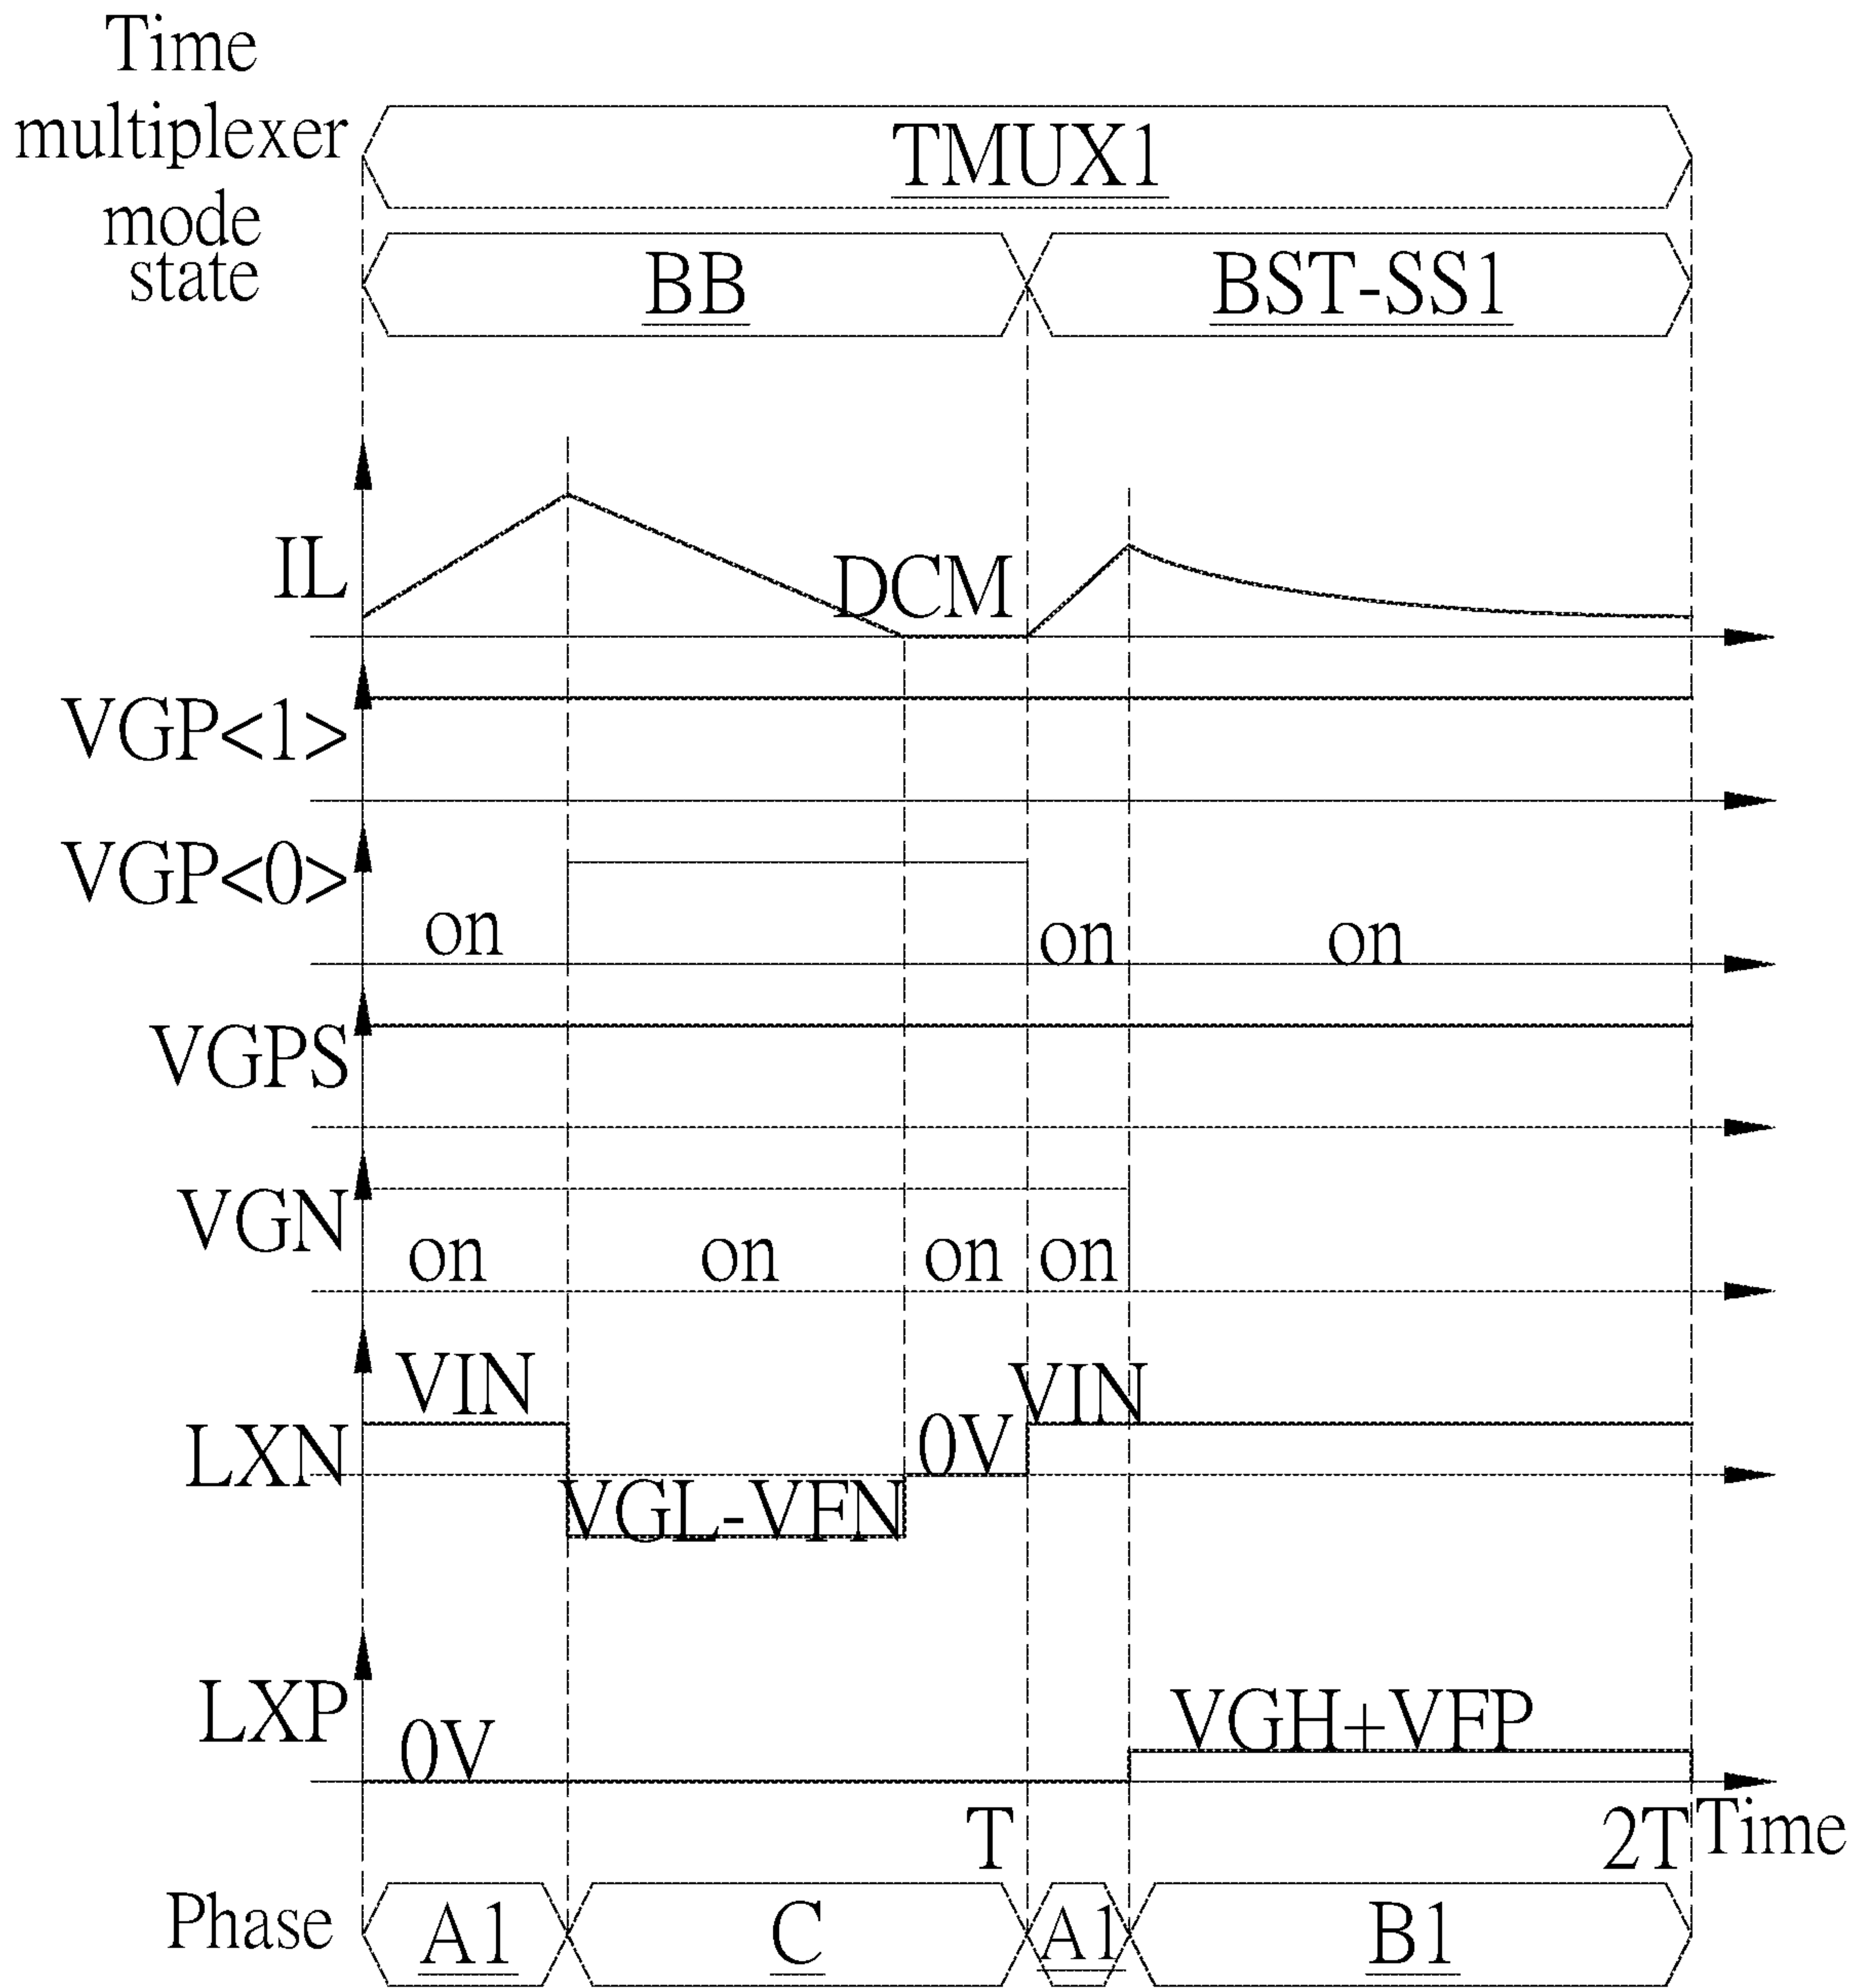 Time
multiplexer
mode
state
TMUX1
BB
BST-SS1
IL
DCM
VGP<1>
VGP<0>
on
on
on
VGPS
VGN
on
on
on
on
LXN
VIN
VGL-VFN
0V
VIN
LXP
0V
VGH+VFP
T
2T
Time
Phase
A1
C
A1
B1